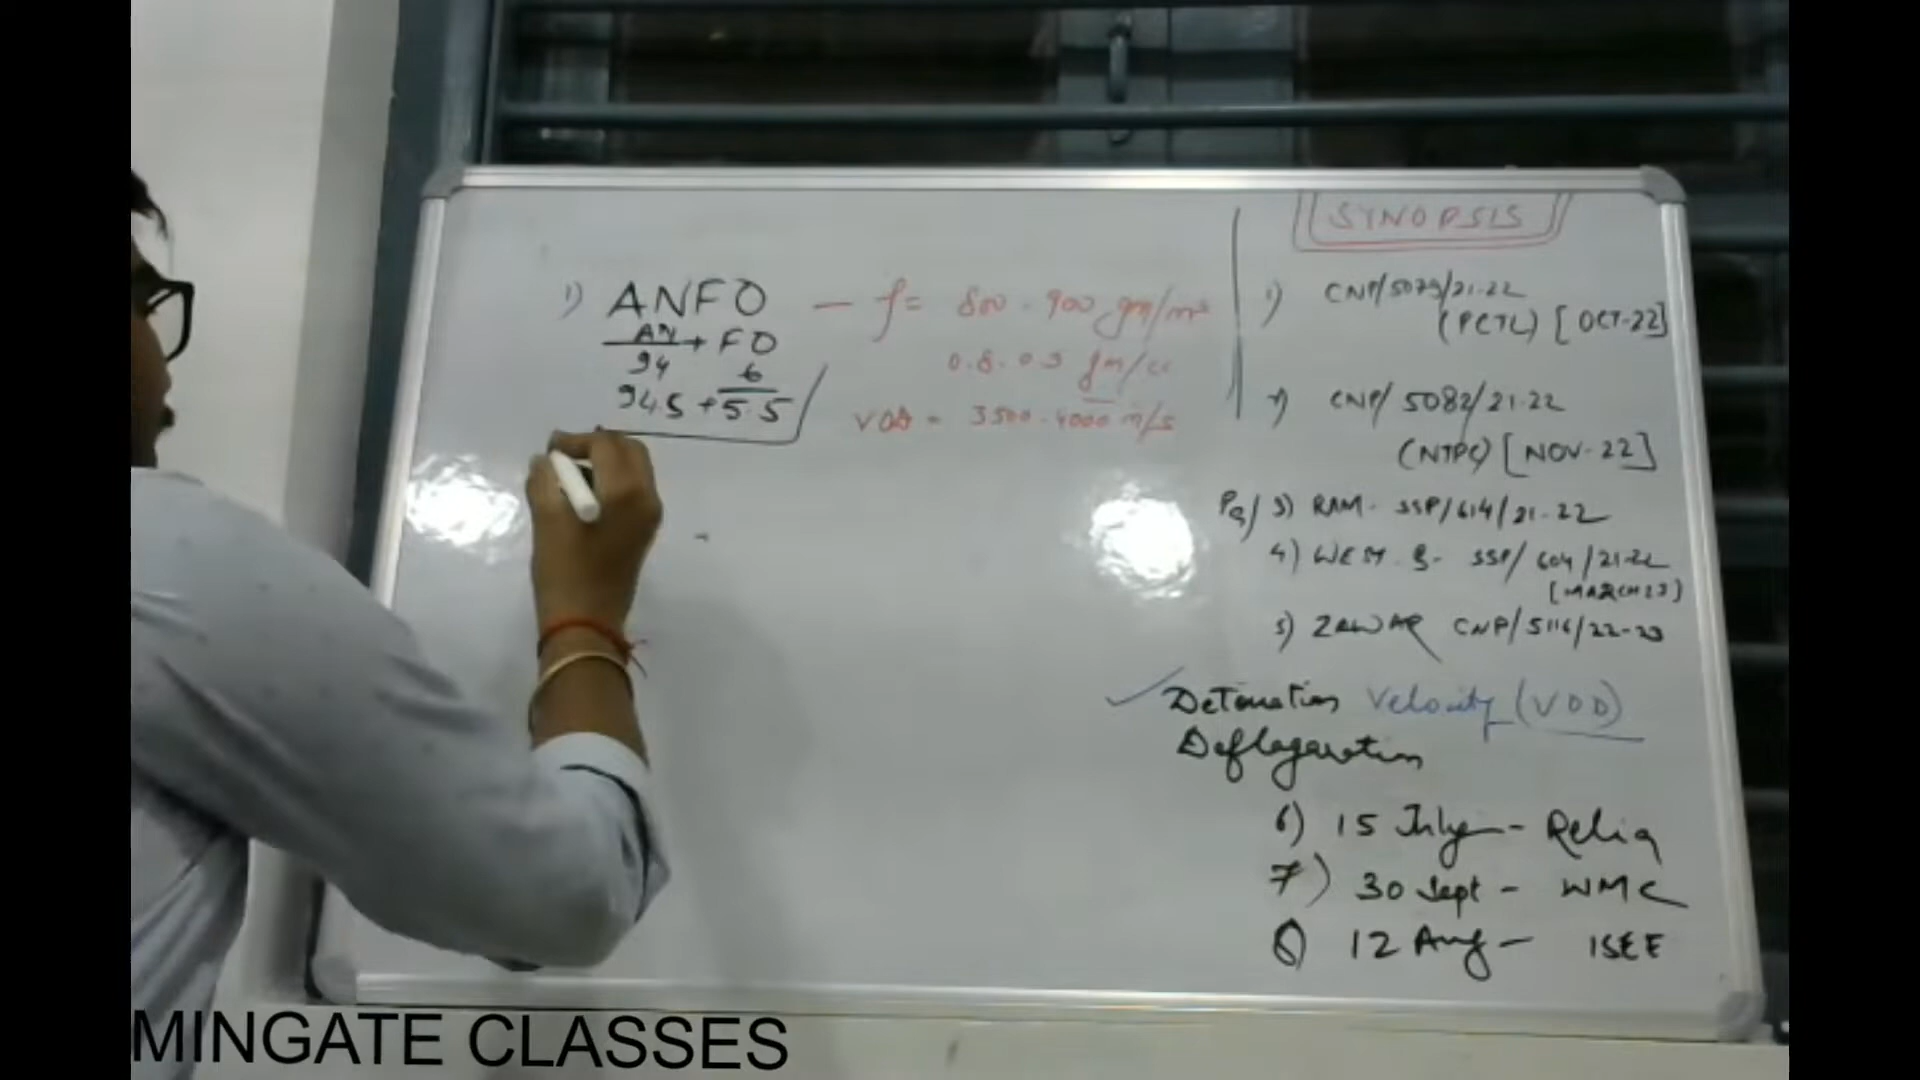 1) ANFO — ρ = 800 - 900 gm/m³
AN + FO
94 6
0.8 - 0.9 gm/cc
94.5 + 5.5
VOD = 3500 - 4000 m/s
SYNOPSIS
1) CNP/5079/21-22
(PCTL) [OCT-22]
2) CNP/ 5082/21-22
(NTPC) [NOV-22]
3) RAM - SSP/614/21-22
4) SSP/ 604/21-22
[MARCH 23]
5) CNP/5116/22-23
✓ Detonation Velocity (VOD)
Deflagaration
6) 15 July - Relia
7) 30 Sept - WMC
8) 12 Aug - ISEE
MINGATE CLASSES